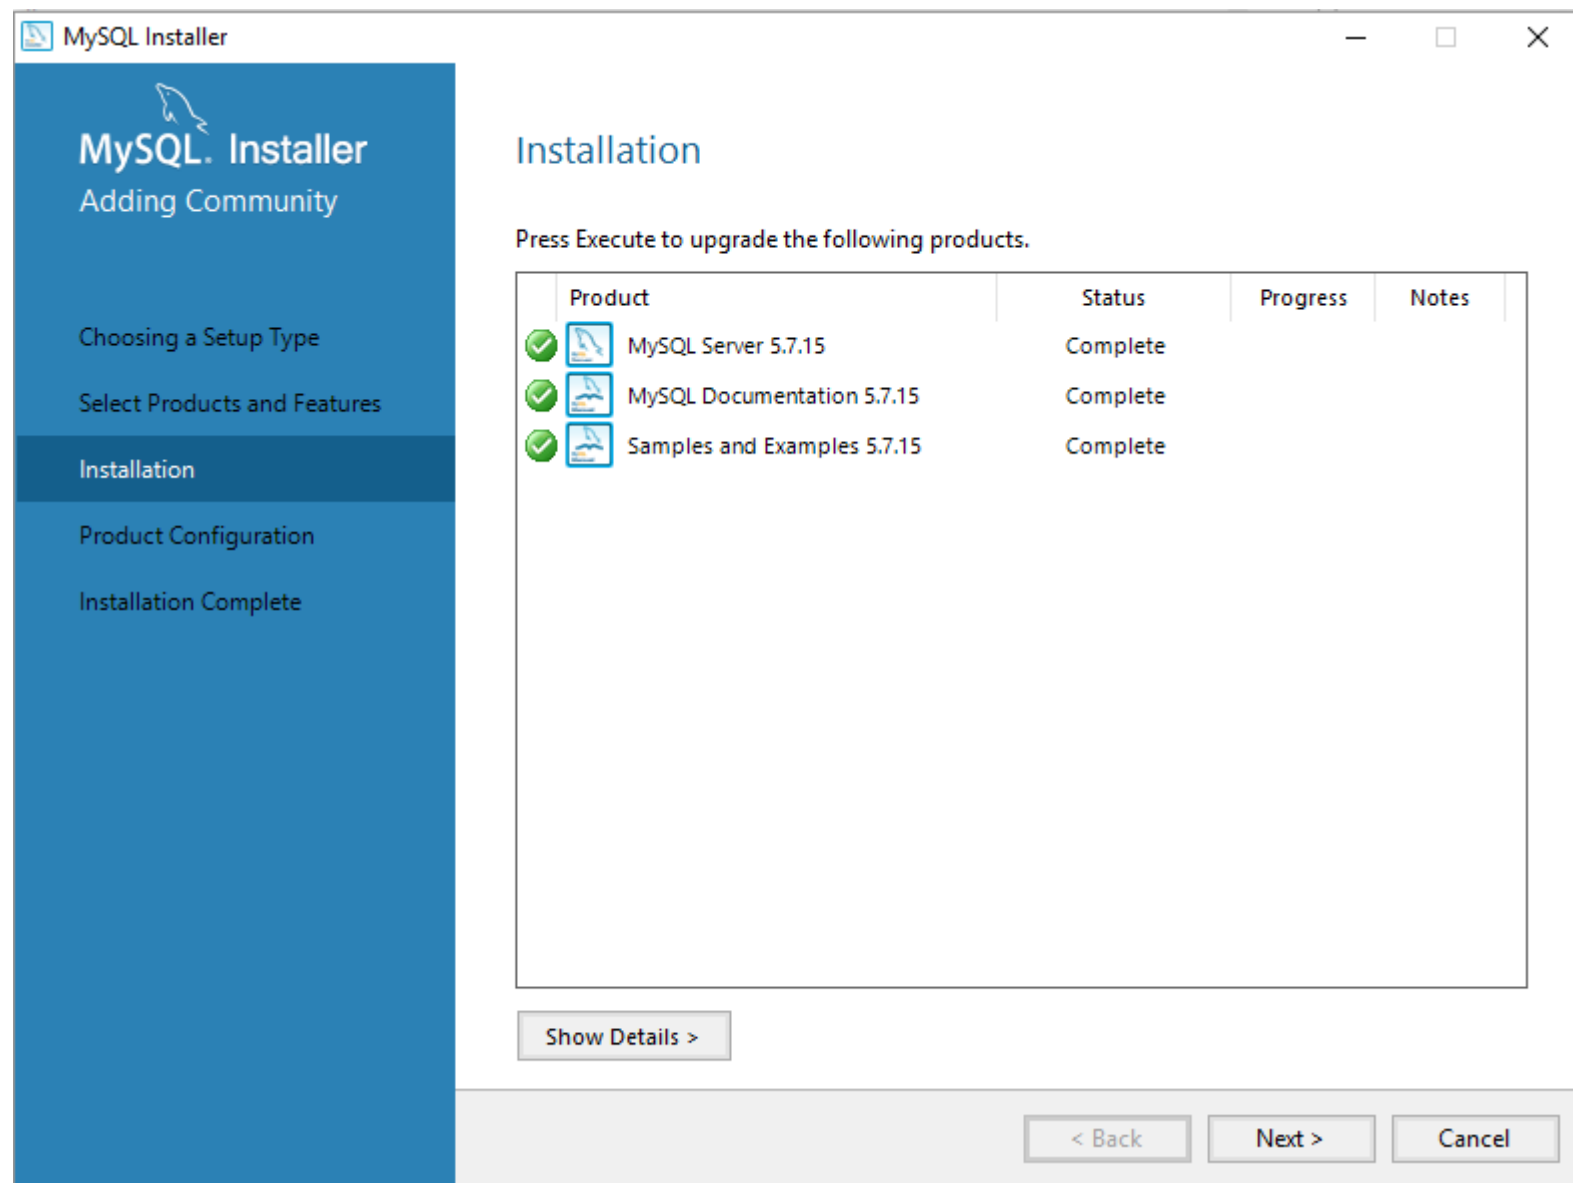 MySQL Installer
MySQL. Installer
Adding Community
Choosing a Setup Type
Select Products and Features
Installation
Product Configuration
Installation Complete
Installation
Press Execute to upgrade the following products.
Product Status Progress Notes
MySQL Server 5.7.15 Complete
MySQL Documentation 5.7.15 Complete
Samples and Examples 5.7.15 Complete
Show Details >
< Back Next > Cancel